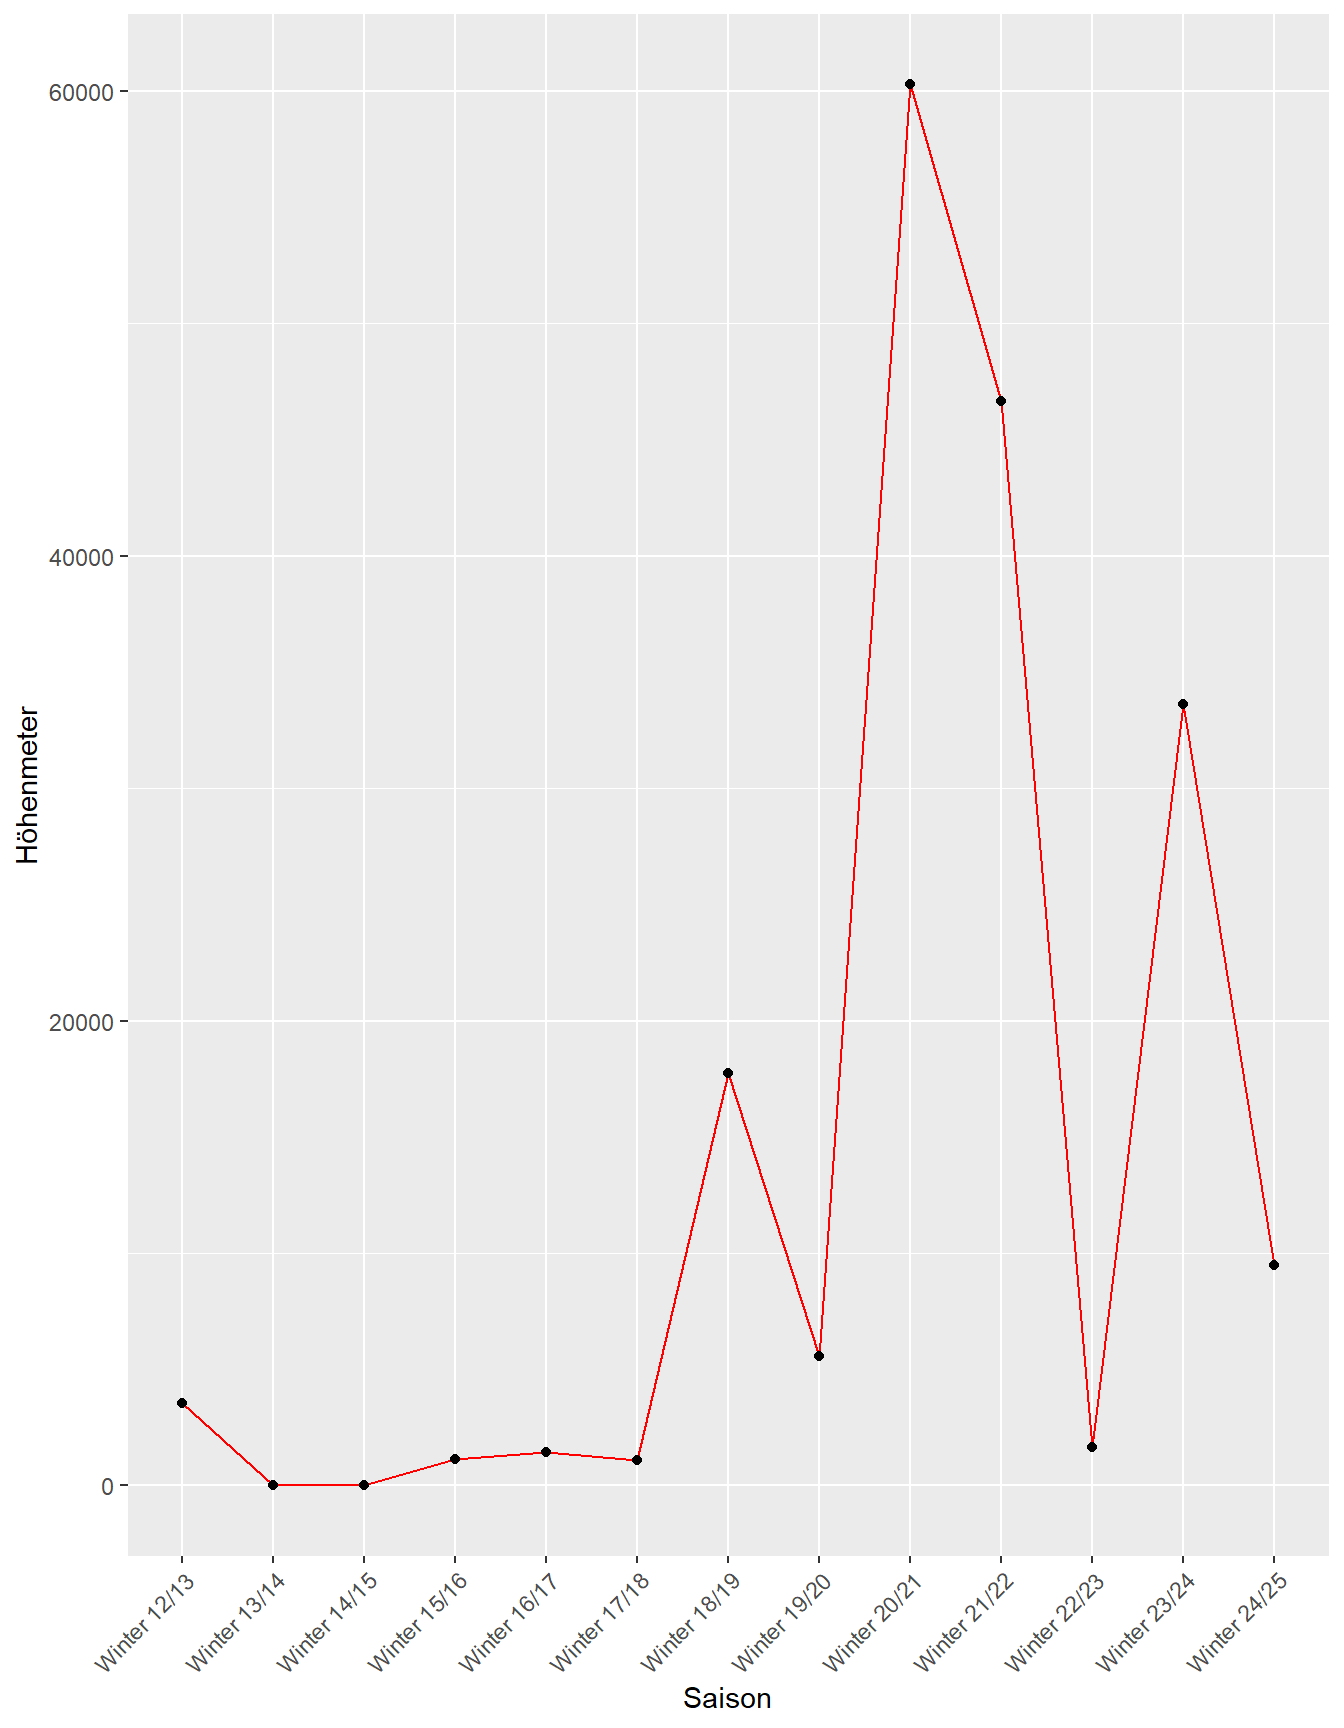 60000
40000
20000
0
Höhenmeter
Winter 12/13
Winter 13/14
Winter 14/15
Winter 15/16
Winter 16/17
Winter 17/18
Winter 18/19
Winter 19/20
Winter 20/21
Winter 21/22
Winter 22/23
Winter 23/24
Winter 24/25
Saison